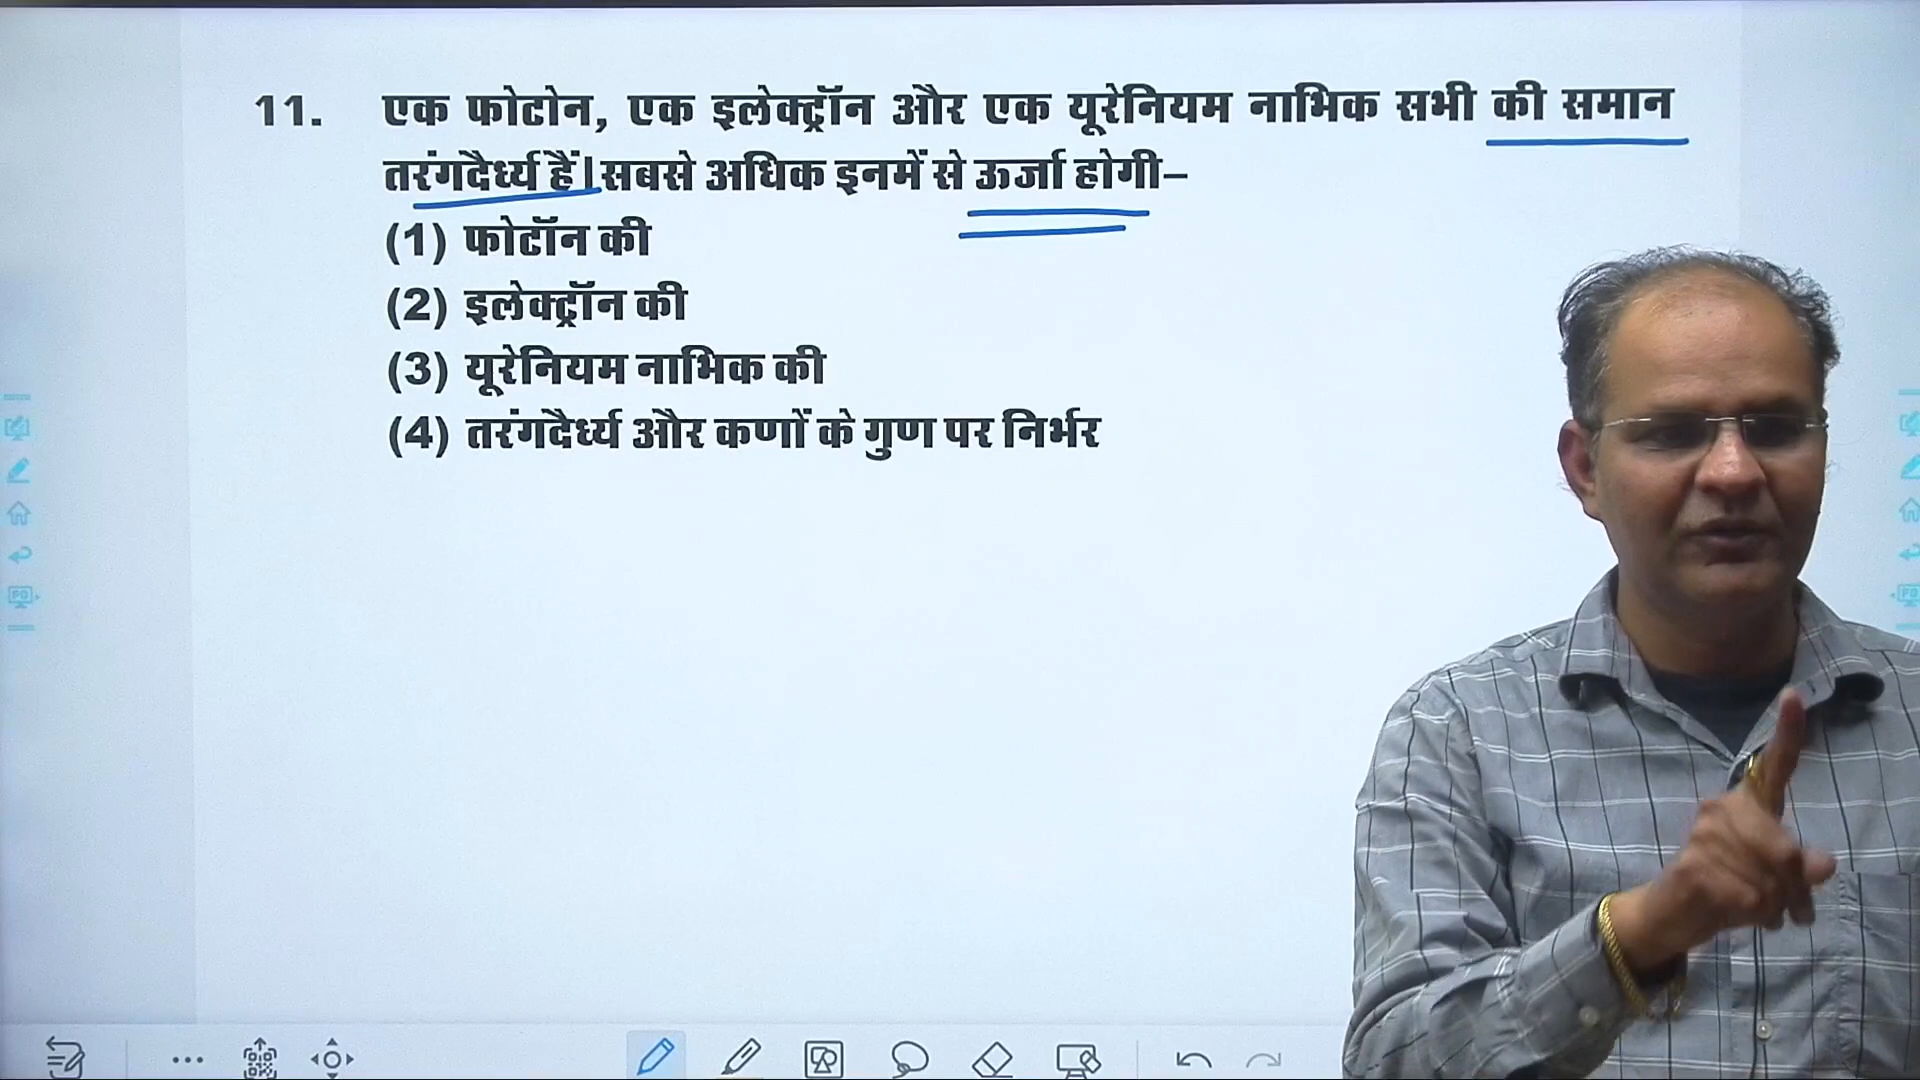 11. एक फोटोन, एक इलेक्ट्रॉन और एक यूरेनियम नाभिक सभी की समान
तरंगदैर्ध्य हैं। सबसे अधिक इनमें से ऊर्जा होगी–
(1) फोटॉन की
(2) इलेक्ट्रॉन की
(3) यूरेनियम नाभिक की
(4) तरंगदैर्ध्य और कणों के गुण पर निर्भर